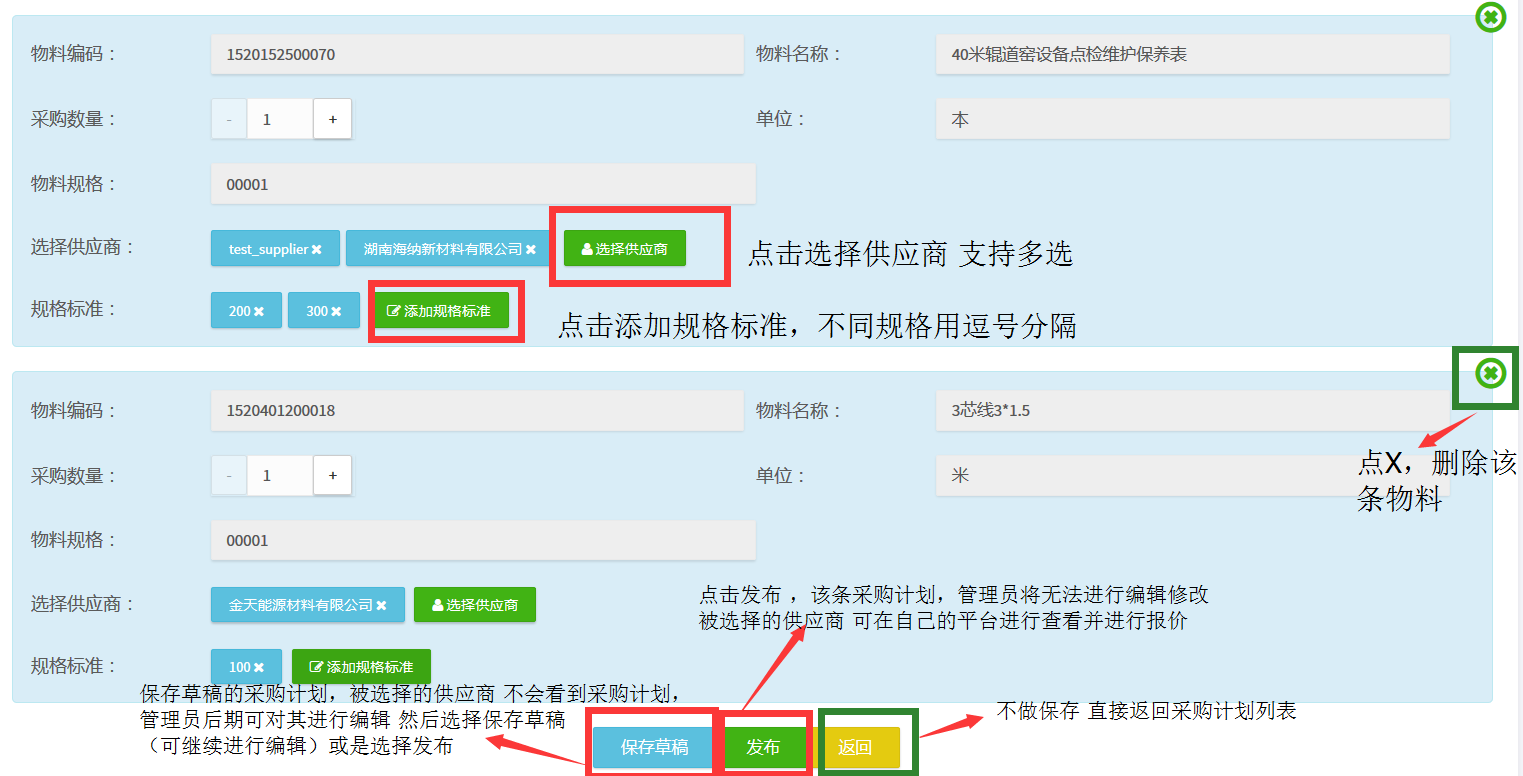 物料编码： 1520152500070 物料名称： 40米辊道窑设备点检维护保养表
采购数量： - 1 + 单位： 本
物料规格： 00001
选择供应商： test_supplier ✖ 湖南海纳新材料有限公司 ✖ 选择供应商 点击选择供应商 支持多选
规格标准： 200 ✖ 300 ✖ 添加规格标准 点击添加规格标准，不同规格用逗号分隔
物料编码： 1520401200018 物料名称： 3芯线3*1.5
采购数量： - 1 + 单位： 米
点X，删除该
条物料
物料规格： 00001
选择供应商： 金天能源材料有限公司 ✖ 选择供应商
点击发布 ，该条采购计划，管理员将无法进行编辑修改
被选择的供应商 可在自己的平台进行查看并进行报价
规格标准： 100 ✖ 添加规格标准
保存草稿的采购计划，被选择的供应商 不会看到采购计划，
管理员后期可对其进行编辑 然后选择保存草稿
（可继续进行编辑）或是选择发布
保存草稿 发布 返回
不做保存 直接返回采购计划列表